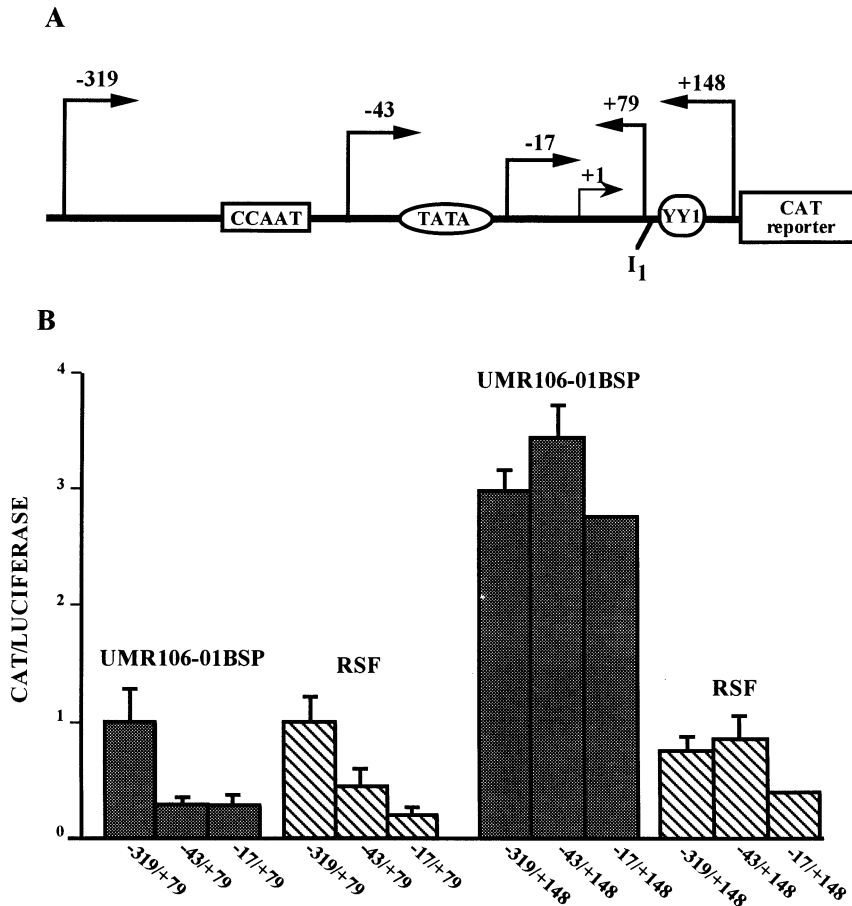 A
-319
-43
-17
+1
+79
+148
CCAAT
TATA
YY1
CAT
reporter
I1
B
CAT/LUCIFERASE
4
3
2
1
0
UMR106-01BSP
RSF
UMR106-01BSP
RSF
-319/+79
-43/+79
-17/+79
-319/+79
-43/+79
-17/+79
-319/+148
-43/+148
-17/+148
-319/+148
-43/+148
-17/+148